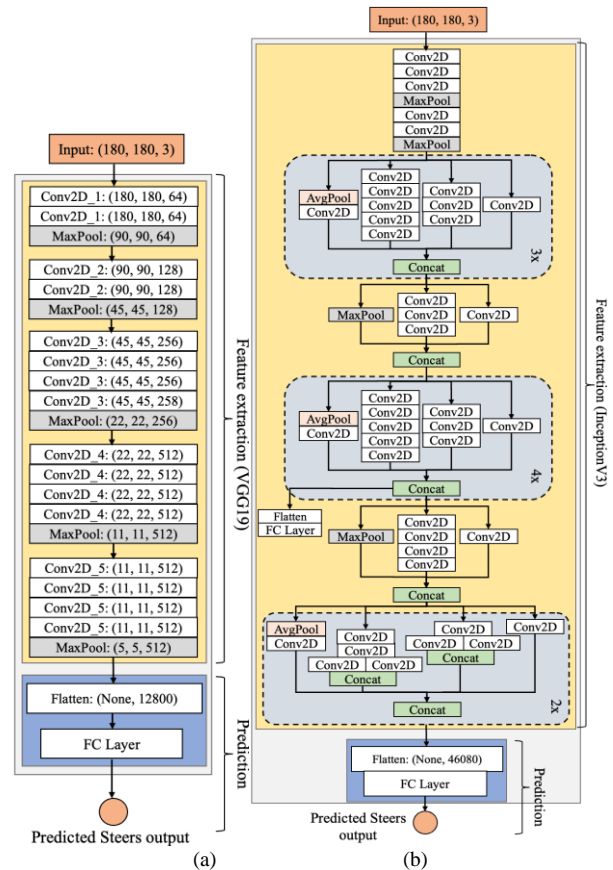 Input: (180, 180, 3)
Conv2D_1: (180, 180, 64)
Conv2D_1: (180, 180, 64)
MaxPool: (90, 90, 64)
Conv2D_2: (90, 90, 128)
Conv2D_2: (90, 90, 128)
MaxPool: (45, 45, 128)
Conv2D_3: (45, 45, 256)
Conv2D_3: (45, 45, 256)
Conv2D_3: (45, 45, 256)
Conv2D_3: (45, 45, 258)
MaxPool: (22, 22, 256)
Conv2D_4: (22, 22, 512)
Conv2D_4: (22, 22, 512)
Conv2D_4: (22, 22, 512)
Conv2D_4: (22, 22, 512)
MaxPool: (11, 11, 512)
Conv2D_5: (11, 11, 512)
Conv2D_5: (11, 11, 512)
Conv2D_5: (11, 11, 512)
Conv2D_5: (11, 11, 512)
MaxPool: (5, 5, 512)
Feature extraction (VGG19)
Flatten: (None, 12800)
FC Layer
Prediction
Predicted Steers output
(a)
Input: (180, 180, 3)
Conv2D
Conv2D
Conv2D
MaxPool
Conv2D
Conv2D
MaxPool
AvgPool
Conv2D
Conv2D
Conv2D
Conv2D
Conv2D
Conv2D
Conv2D
Conv2D
Conv2D
Conv2D
3x
Concat
MaxPool
Conv2D
Conv2D
Conv2D
Conv2D
Concat
AvgPool
Conv2D
Conv2D
Conv2D
Conv2D
Conv2D
Conv2D
Conv2D
Conv2D
Conv2D
Conv2D
4x
Concat
Flatten
FC Layer
MaxPool
Conv2D
Conv2D
Conv2D
Conv2D
Conv2D
Concat
AvgPool
Conv2D
Conv2D
Conv2D
Conv2D Conv2D
Concat
Conv2D
Conv2D Conv2D
Concat
Conv2D
Concat
2x
Feature extraction (InceptionV3)
Flatten: (None, 46080)
FC Layer
Prediction
Predicted Steers
output
(b)